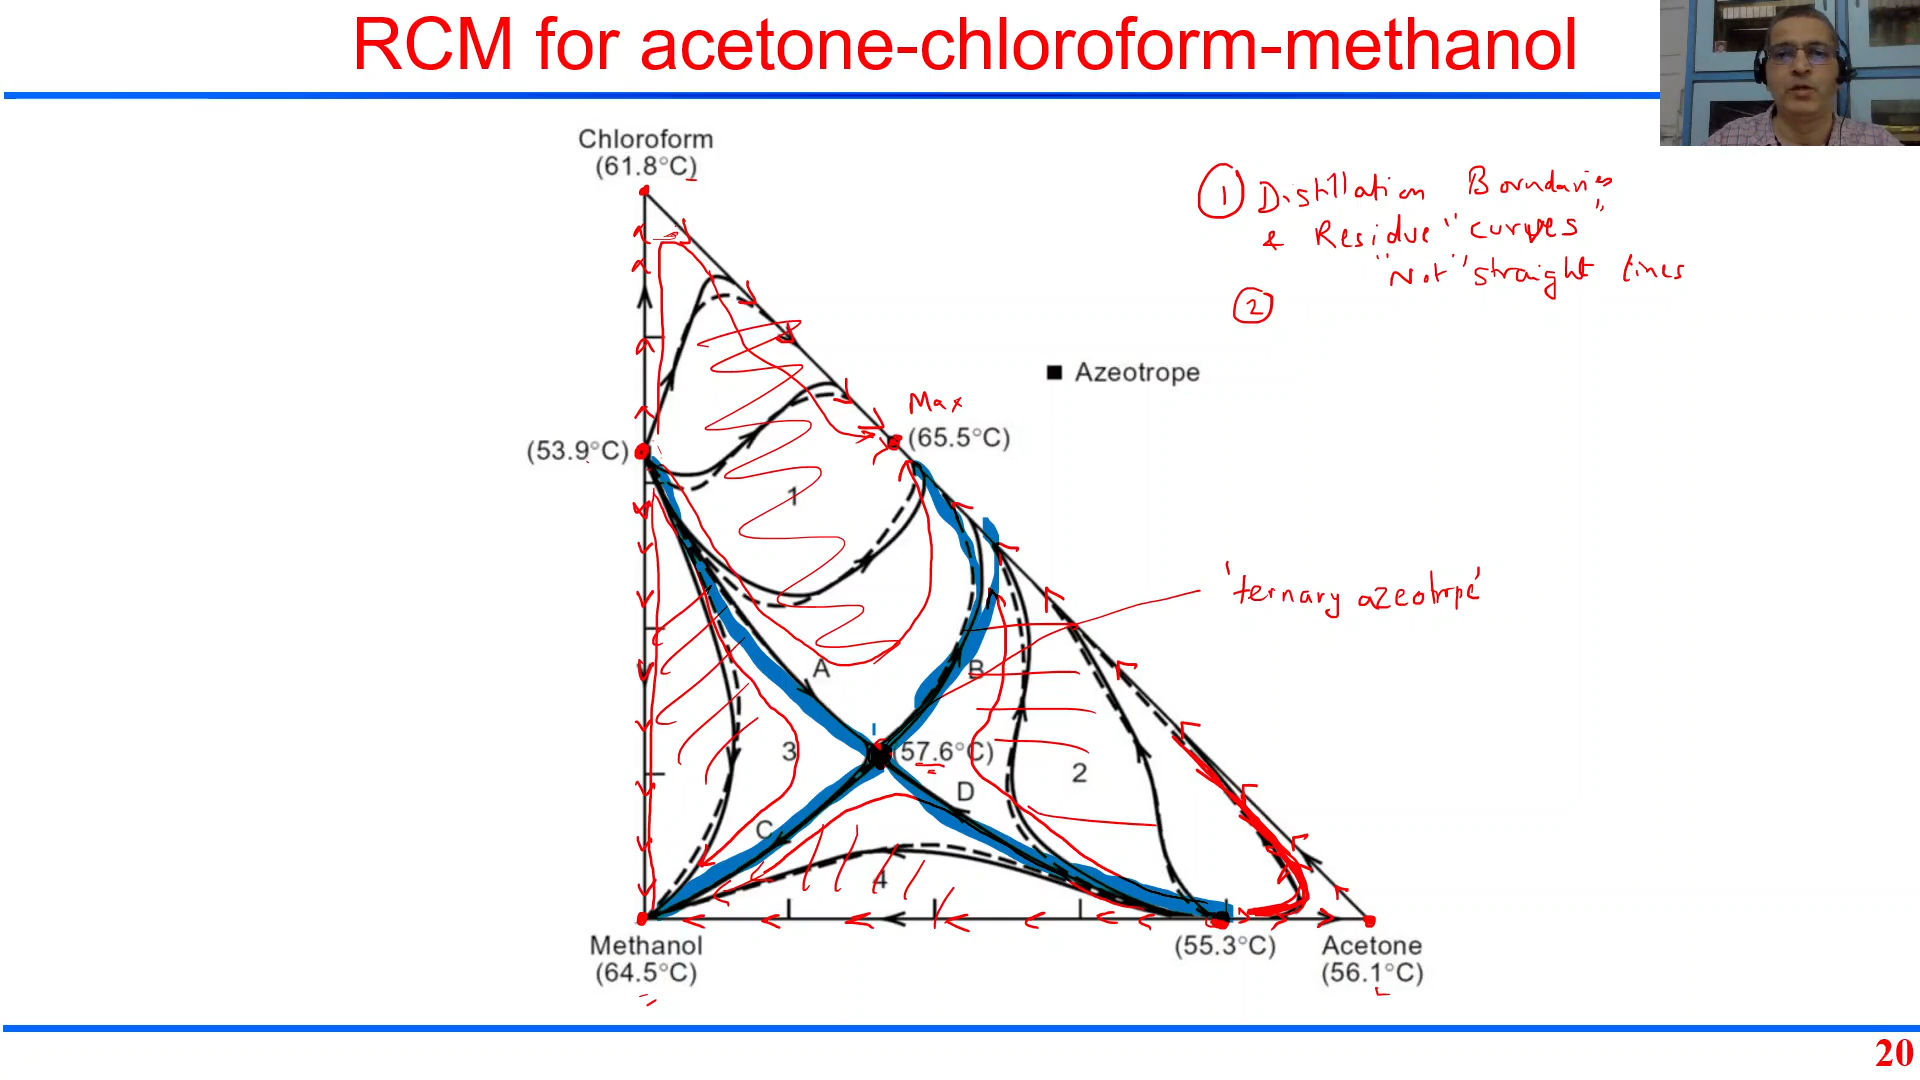 RCM for acetone-chloroform-methanol
Chloroform
(61.8°C)
① Distillation Boundaries
& Residue "curves"
"Not" straight lines
②
■ Azeotrope
Max
(65.5°C)
(53.9°C)
1
'ternary azeotrope'
A
B
3
(57.6°C)
2
D
C
4
Methanol
(64.5°C)
(55.3°C)
Acetone
(56.1°C)
20